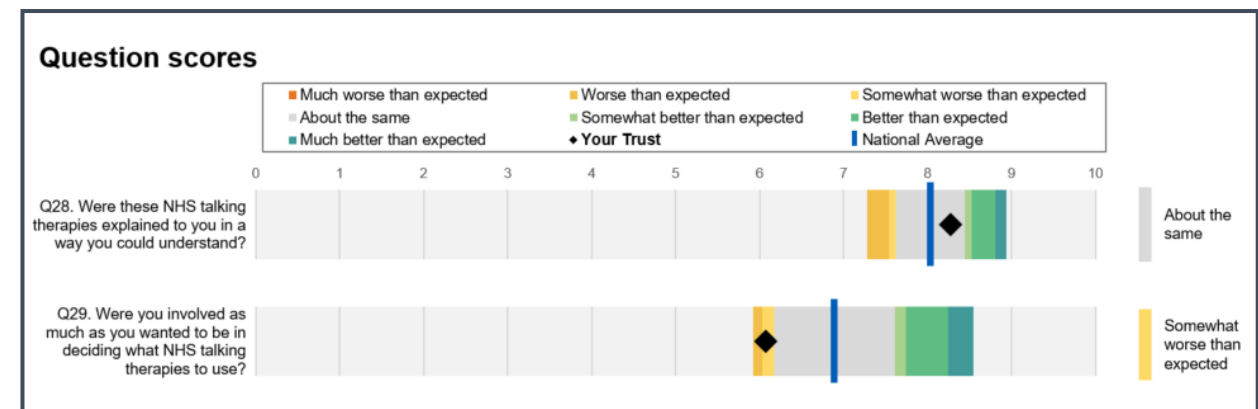 Question scores
Much worse than expected
Worse than expected
Somewhat worse than expected
About the same
Somewhat better than expected
Better than expected
Much better than expected
Your Trust
National Average
0 1 2 3 4 5 6 7 8 9 10
Q28. Were these NHS talking
therapies explained to you in a
way you could understand?
About the
same
Q29. Were you involved as
much as you wanted to be in
deciding what NHS talking
therapies to use?
Somewhat
worse than
expected